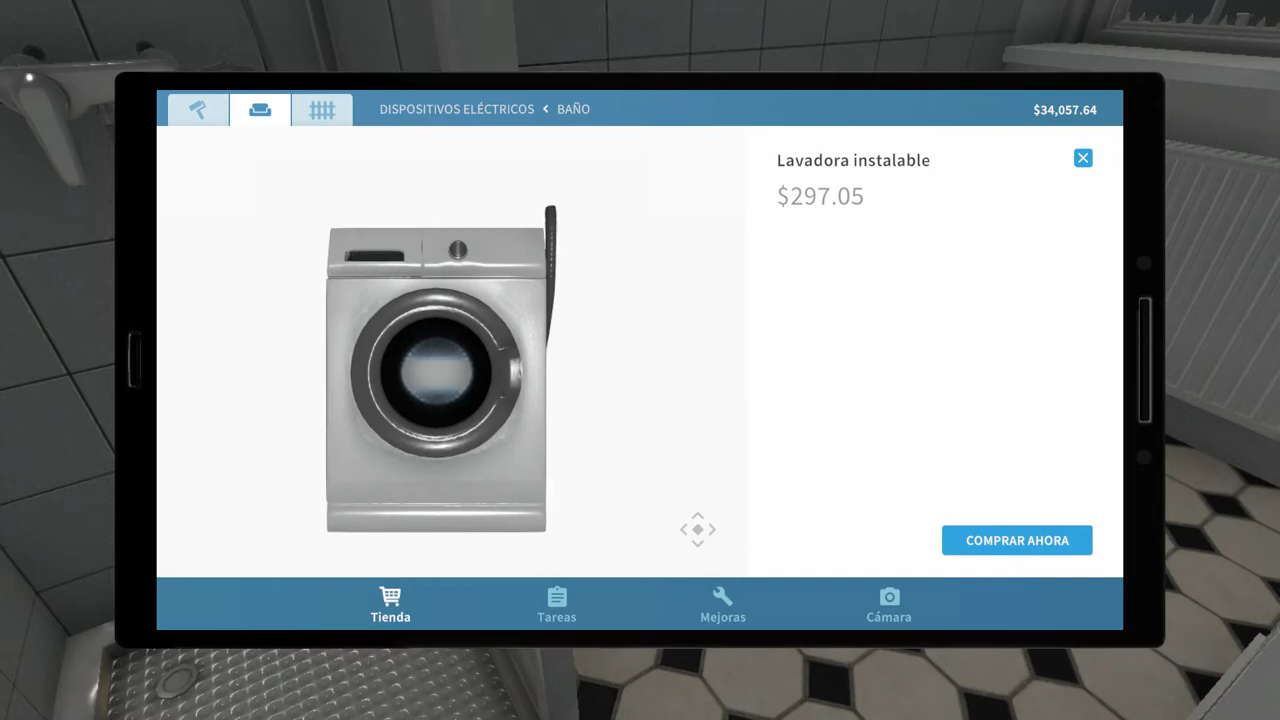 DISPOSITIVOS ELÉCTRICOS < BAÑO
$34,057.64
Lavadora instalable
$297.05
COMPRAR AHORA
Tienda
Tareas
Mejoras
Cámara